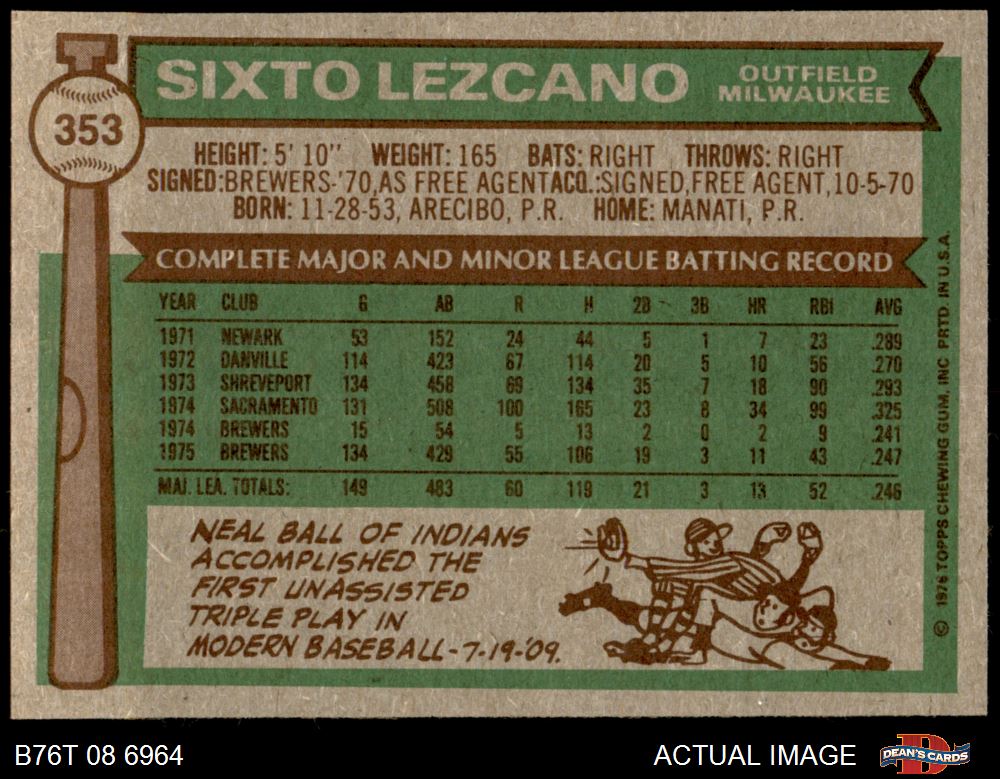 353
SIXTO LEZCANO
OUTFIELD
MILWAUKEE
HEIGHT: 5' 10" WEIGHT: 165 BATS: RIGHT THROWS: RIGHT
SIGNED:BREWERS-'70,AS FREE AGENT ACQ.:SIGNED,FREE AGENT,10-5-70
BORN: 11-28-53, ARECIBO, P.R. HOME: MANATI, P.R.
COMPLETE MAJOR AND MINOR LEAGUE BATTING RECORD
YEAR CLUB G AB R H 2B 3B HR RBI AVG
1971 NEWARK 53 152 24 44 5 1 7 23 .289
1972 DANVILLE 114 423 67 114 20 5 10 56 .270
1973 SHREVEPORT 134 458 69 134 35 7 18 90 .293
1974 SACRAMENTO 131 508 100 165 23 8 34 99 .325
1974 BREWERS 15 54 5 13 2 0 2 9 .241
1975 BREWERS 134 429 55 106 19 3 11 43 .247
MAJ. LEA. TOTALS: 149 483 60 119 21 3 13 52 .246
NEAL BALL OF INDIANS
ACCOMPLISHED THE
FIRST UNASSISTED
TRIPLE PLAY IN
MODERN BASEBALL-7-19-'09.
© 1976 TOPPS CHEWING GUM, INC PRTD. IN U.S.A.
B76T 08 6964
ACTUAL IMAGE
DEAN'S CARDS